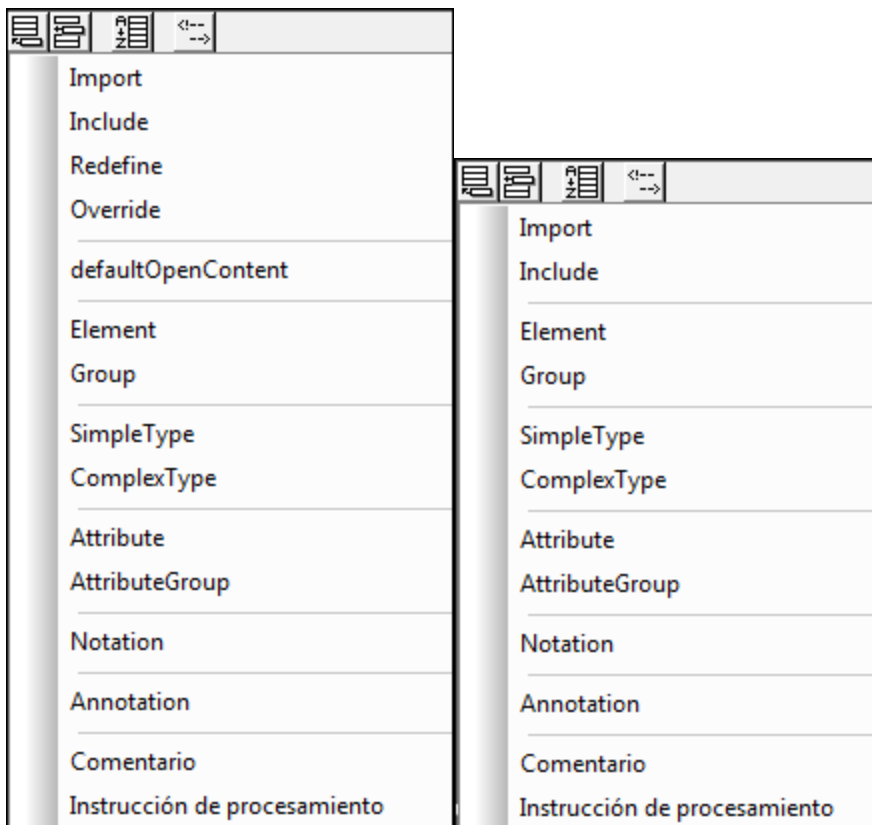 Import
Include
Redefine
Override
defaultOpenContent
Element
Group
SimpleType
ComplexType
Attribute
AttributeGroup
Notation
Annotation
Comentario
Instrucción de procesamiento
Import
Include
Element
Group
SimpleType
ComplexType
Attribute
AttributeGroup
Notation
Annotation
Comentario
Instrucción de procesamiento